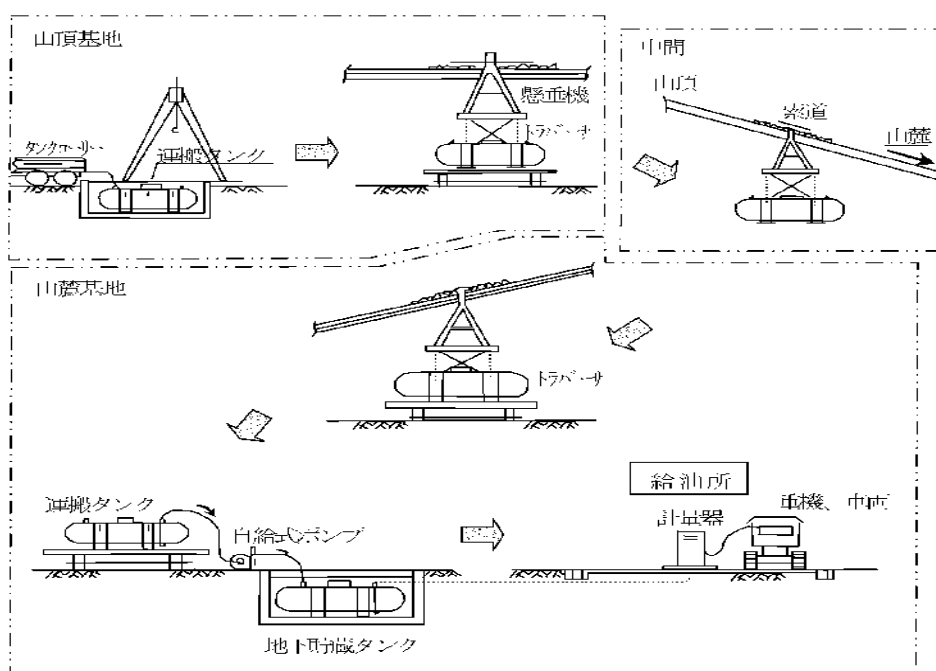 山頂基地
タンクローリー
運搬タンク
懸垂機
トラバーサ
中間
山頂
索道
山麓
山麓基地
トラバーサ
運搬タンク
自給式ポンプ
地下貯蔵タンク
給油所
計量器
重機、車両